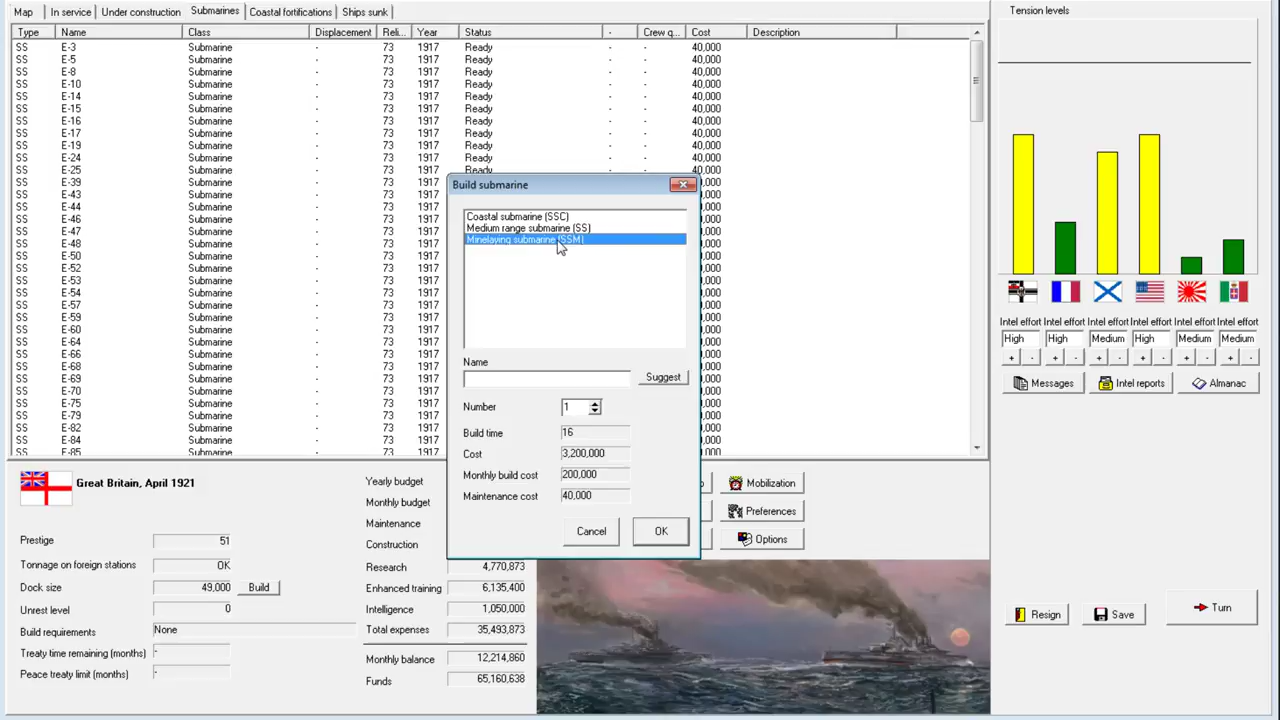 Map In service Under construction Submarines Coastal fortifications Ships sunk
Type Name Class Displacement Reli... Year Status - Crew q... Cost Description
SS E-3 Submarine - 73 1917 Ready - - 40,000
SS E-5 Submarine - 73 1917 Ready - - 40,000
SS E-8 Submarine - 73 1917 Ready - - 40,000
SS E-10 Submarine - 73 1917 Ready - - 40,000
SS E-14 Submarine - 73 1917 Ready - - 40,000
SS E-15 Submarine - 73 1917 Ready - - 40,000
SS E-16 Submarine - 73 1917 Ready - - 40,000
SS E-17 Submarine - 73 1917 Ready - - 40,000
SS E-19 Submarine - 73 1917 Ready - - 40,000
SS E-24 Submarine - 73 1917 Ready - - 40,000
SS E-25 Submarine - 73 1917 Ready - - 40,000
SS E-39 Submarine - 73 1917
SS E-43 Submarine - 73 1917
SS E-44 Submarine - 73 1917
SS E-46 Submarine - 73 1917
SS E-47 Submarine - 73 1917
SS E-48 Submarine - 73 1917
SS E-50 Submarine - 73 1917
SS E-52 Submarine - 73 1917
SS E-53 Submarine - 73 1917
SS E-54 Submarine - 73 1917
SS E-57 Submarine - 73 1917
SS E-59 Submarine - 73 1917
SS E-60 Submarine - 73 1917
SS E-64 Submarine - 73 1917
SS E-66 Submarine - 73 1917
SS E-68 Submarine - 73 1917
SS E-69 Submarine - 73 1917
SS E-70 Submarine - 73 1917
SS E-75 Submarine - 73 1917
SS E-79 Submarine - 73 1917
SS E-82 Submarine - 73 1917
SS E-84 Submarine - 73 1917
SS E-85 Submarine - 73 1917
Build submarine
Coastal submarine (SSC)
Medium range submarine (SS)
Minelaying submarine (SSM)
Name
Suggest
Number 1
Build time 16
Cost 3,200,000
Monthly build cost 200,000
Maintenance cost 40,000
Cancel OK
Tension levels
Intel effort Intel effort Intel effort Intel effort Intel effort Intel effort
High High Medium High Medium Medium
+ - + - + - + - + - + -
Messages Intel reports Almanac
Great Britain, April 1921
Prestige 51
Tonnage on foreign stations OK
Dock size 49,000 Build
Unrest level 0
Build requirements None
Treaty time remaining (months) -
Peace treaty limit (months) -
Yearly budget
Monthly budget
Maintenance
Construction
Research 4,770,873
Enhanced training 6,135,400
Intelligence 1,050,000
Total expenses 35,493,873
Monthly balance 12,214,860
Funds 65,160,638
Mobilization
Preferences
Options
Resign Save Turn